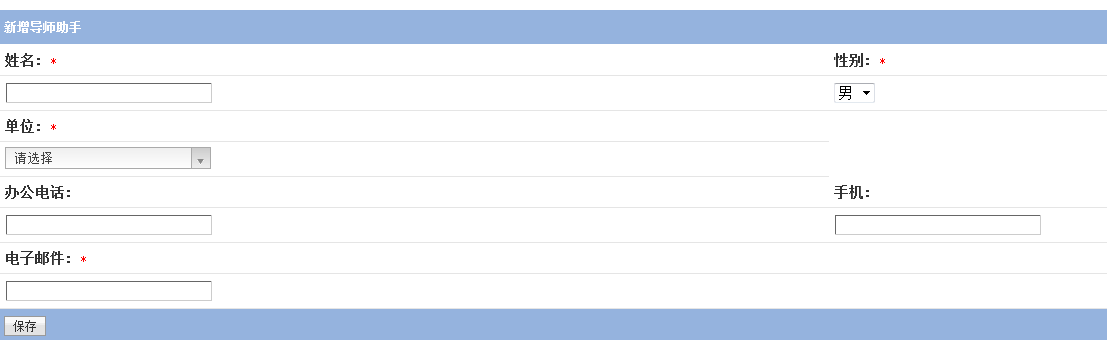 新增导师助手
姓名：*
性别：*
男
单位：*
请选择
办公电话：
手机：
电子邮件：*
保存